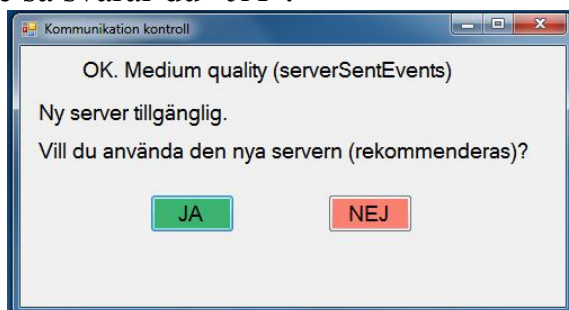 Kommunikation kontroll
OK. Medium quality (serverSentEvents)
Ny server tillgänglig.
Vill du använda den nya servern (rekommenderas)?
JA NEJ